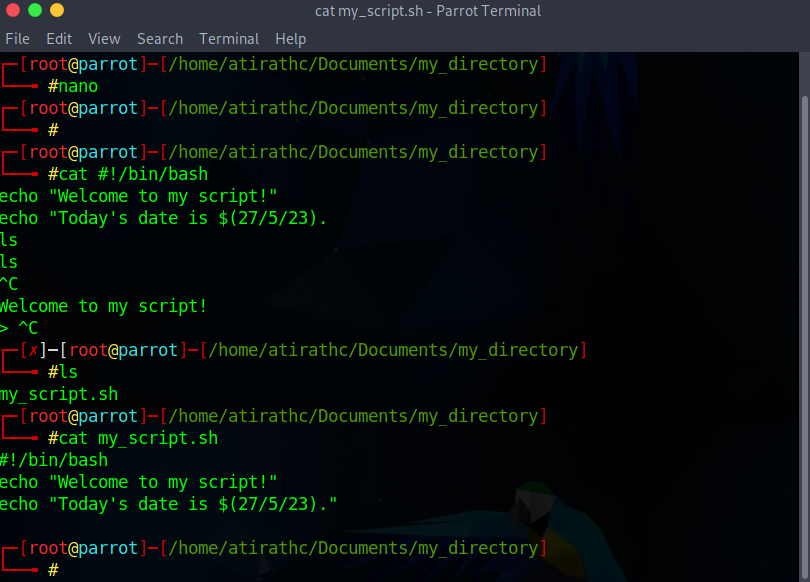 cat my_script.sh - Parrot Terminal
File Edit View Search Terminal Help
┌─[root@parrot]─[/home/atirathc/Documents/my_directory]
└──╼ #nano
┌─[root@parrot]─[/home/atirathc/Documents/my_directory]
└──╼ #
┌─[root@parrot]─[/home/atirathc/Documents/my_directory]
└──╼ #cat #!/bin/bash
echo "Welcome to my script!"
echo "Today's date is $(27/5/23).
ls
ls
^C
Welcome to my script!
> ^C
┌─[✗]─[root@parrot]─[/home/atirathc/Documents/my_directory]
└──╼ #ls
my_script.sh
┌─[root@parrot]─[/home/atirathc/Documents/my_directory]
└──╼ #cat my_script.sh
#!/bin/bash
echo "Welcome to my script!"
echo "Today's date is $(27/5/23)."
┌─[root@parrot]─[/home/atirathc/Documents/my_directory]
└──╼ #